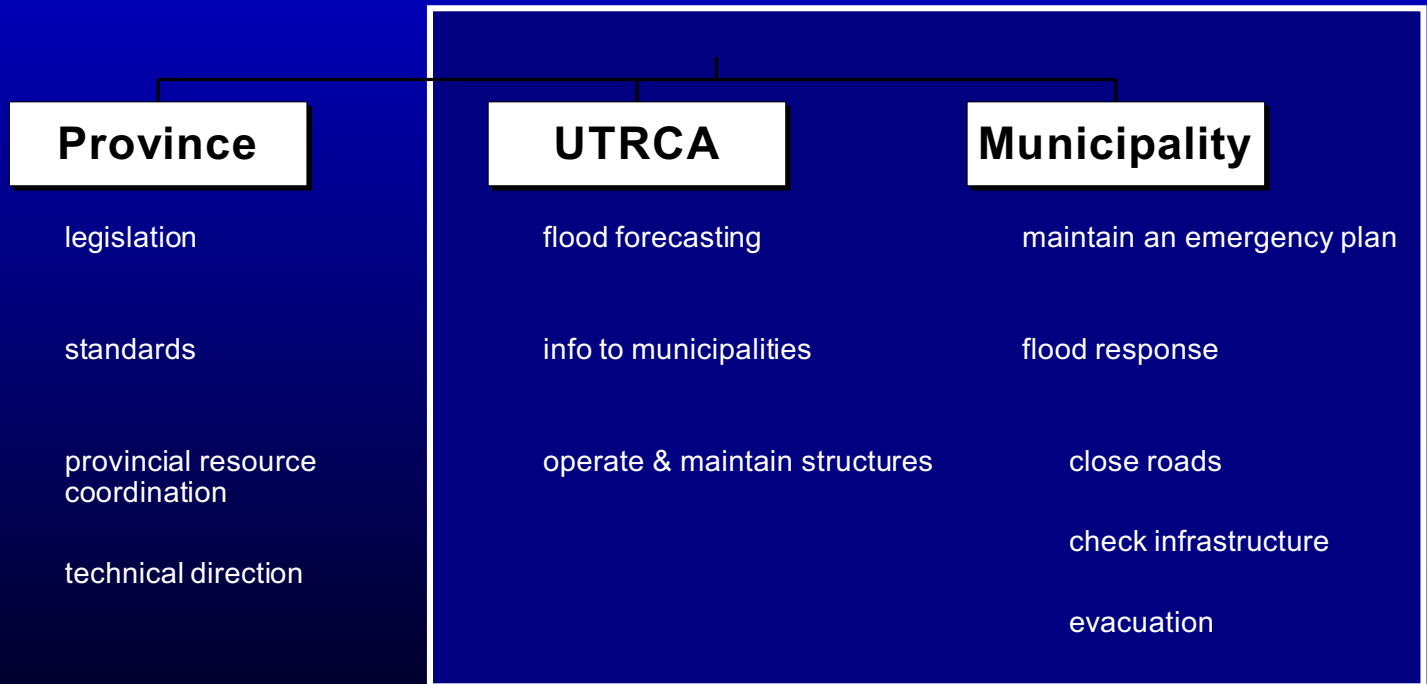 Province
legislation
standards
provincial resource
coordination
technical direction
UTRCA
flood forecasting
info to municipalities
operate & maintain structures
Municipality
maintain an emergency plan
flood response
close roads
check infrastructure
evacuation